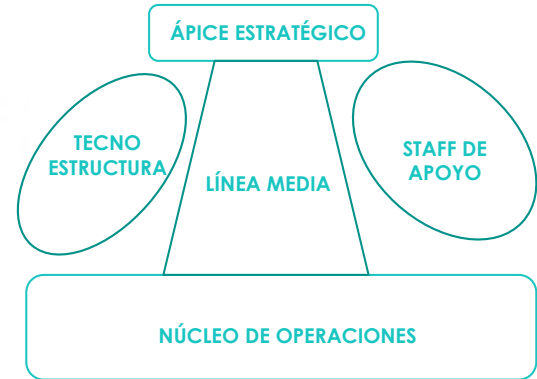 ÁPICE ESTRATÉGICO
TECNO
ESTRUCTURA
LÍNEA MEDIA
STAFF DE
APOYO
NÚCLEO DE OPERACIONES